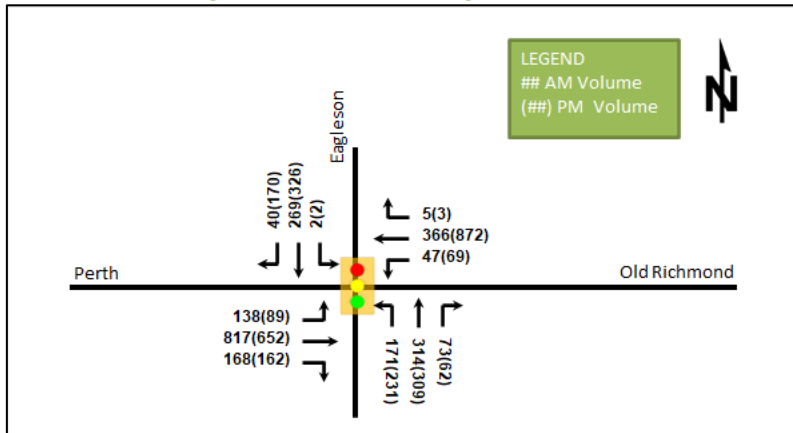 LEGEND
## AM Volume
(##) PM Volume
N
Eagleson
40(170)
269(326)
2(2)
5(3)
366(872)
47(69)
Perth
Old Richmond
138(89)
817(652)
168(162)
171(231)
314(309)
73(62)